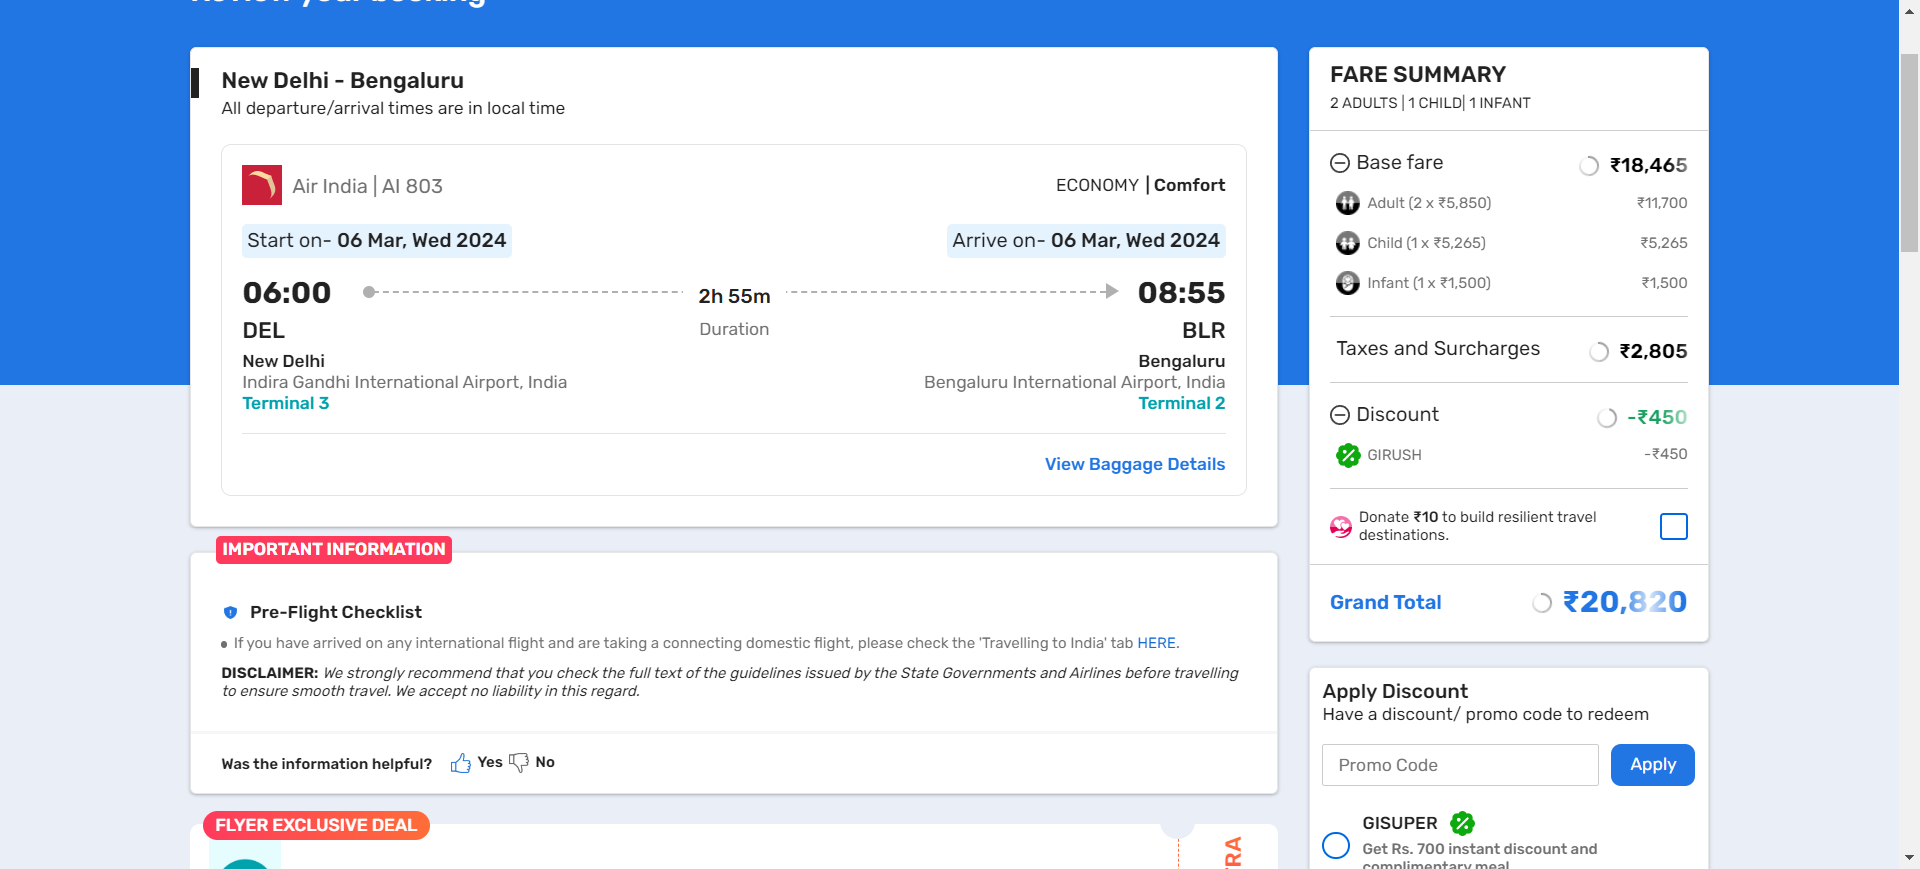 Review your booking
New Delhi - Bengaluru
All departure/arrival times are in local time
Air India | AI 803
ECONOMY | Comfort
Start on- 06 Mar, Wed 2024
Arrive on- 06 Mar, Wed 2024
06:00
2h 55m
08:55
DEL
Duration
BLR
New Delhi
Bengaluru
Indira Gandhi International Airport, India
Bengaluru International Airport, India
Terminal 3
Terminal 2
View Baggage Details
IMPORTANT INFORMATION
Pre-Flight Checklist
• If you have arrived on any international flight and are taking a connecting domestic flight, please check the 'Travelling to India' tab HERE.
DISCLAIMER: We strongly recommend that you check the full text of the guidelines issued by the State Governments and Airlines before travelling
to ensure smooth travel. We accept no liability in this regard.
Was the information helpful? Yes No
FLYER EXCLUSIVE DEAL
RA
FARE SUMMARY
2 ADULTS | 1 CHILD| 1 INFANT
Base fare ₹18,465
Adult (2 x ₹5,850) ₹11,700
Child (1 x ₹5,265) ₹5,265
Infant (1 x ₹1,500) ₹1,500
Taxes and Surcharges ₹2,805
Discount -₹450
GIRUSH -₹450
Donate ₹10 to build resilient travel
destinations.
Grand Total ₹20,820
Apply Discount
Have a discount/ promo code to redeem
Promo Code
Apply
GISUPER
Get Rs. 700 instant discount and
complimentary meal